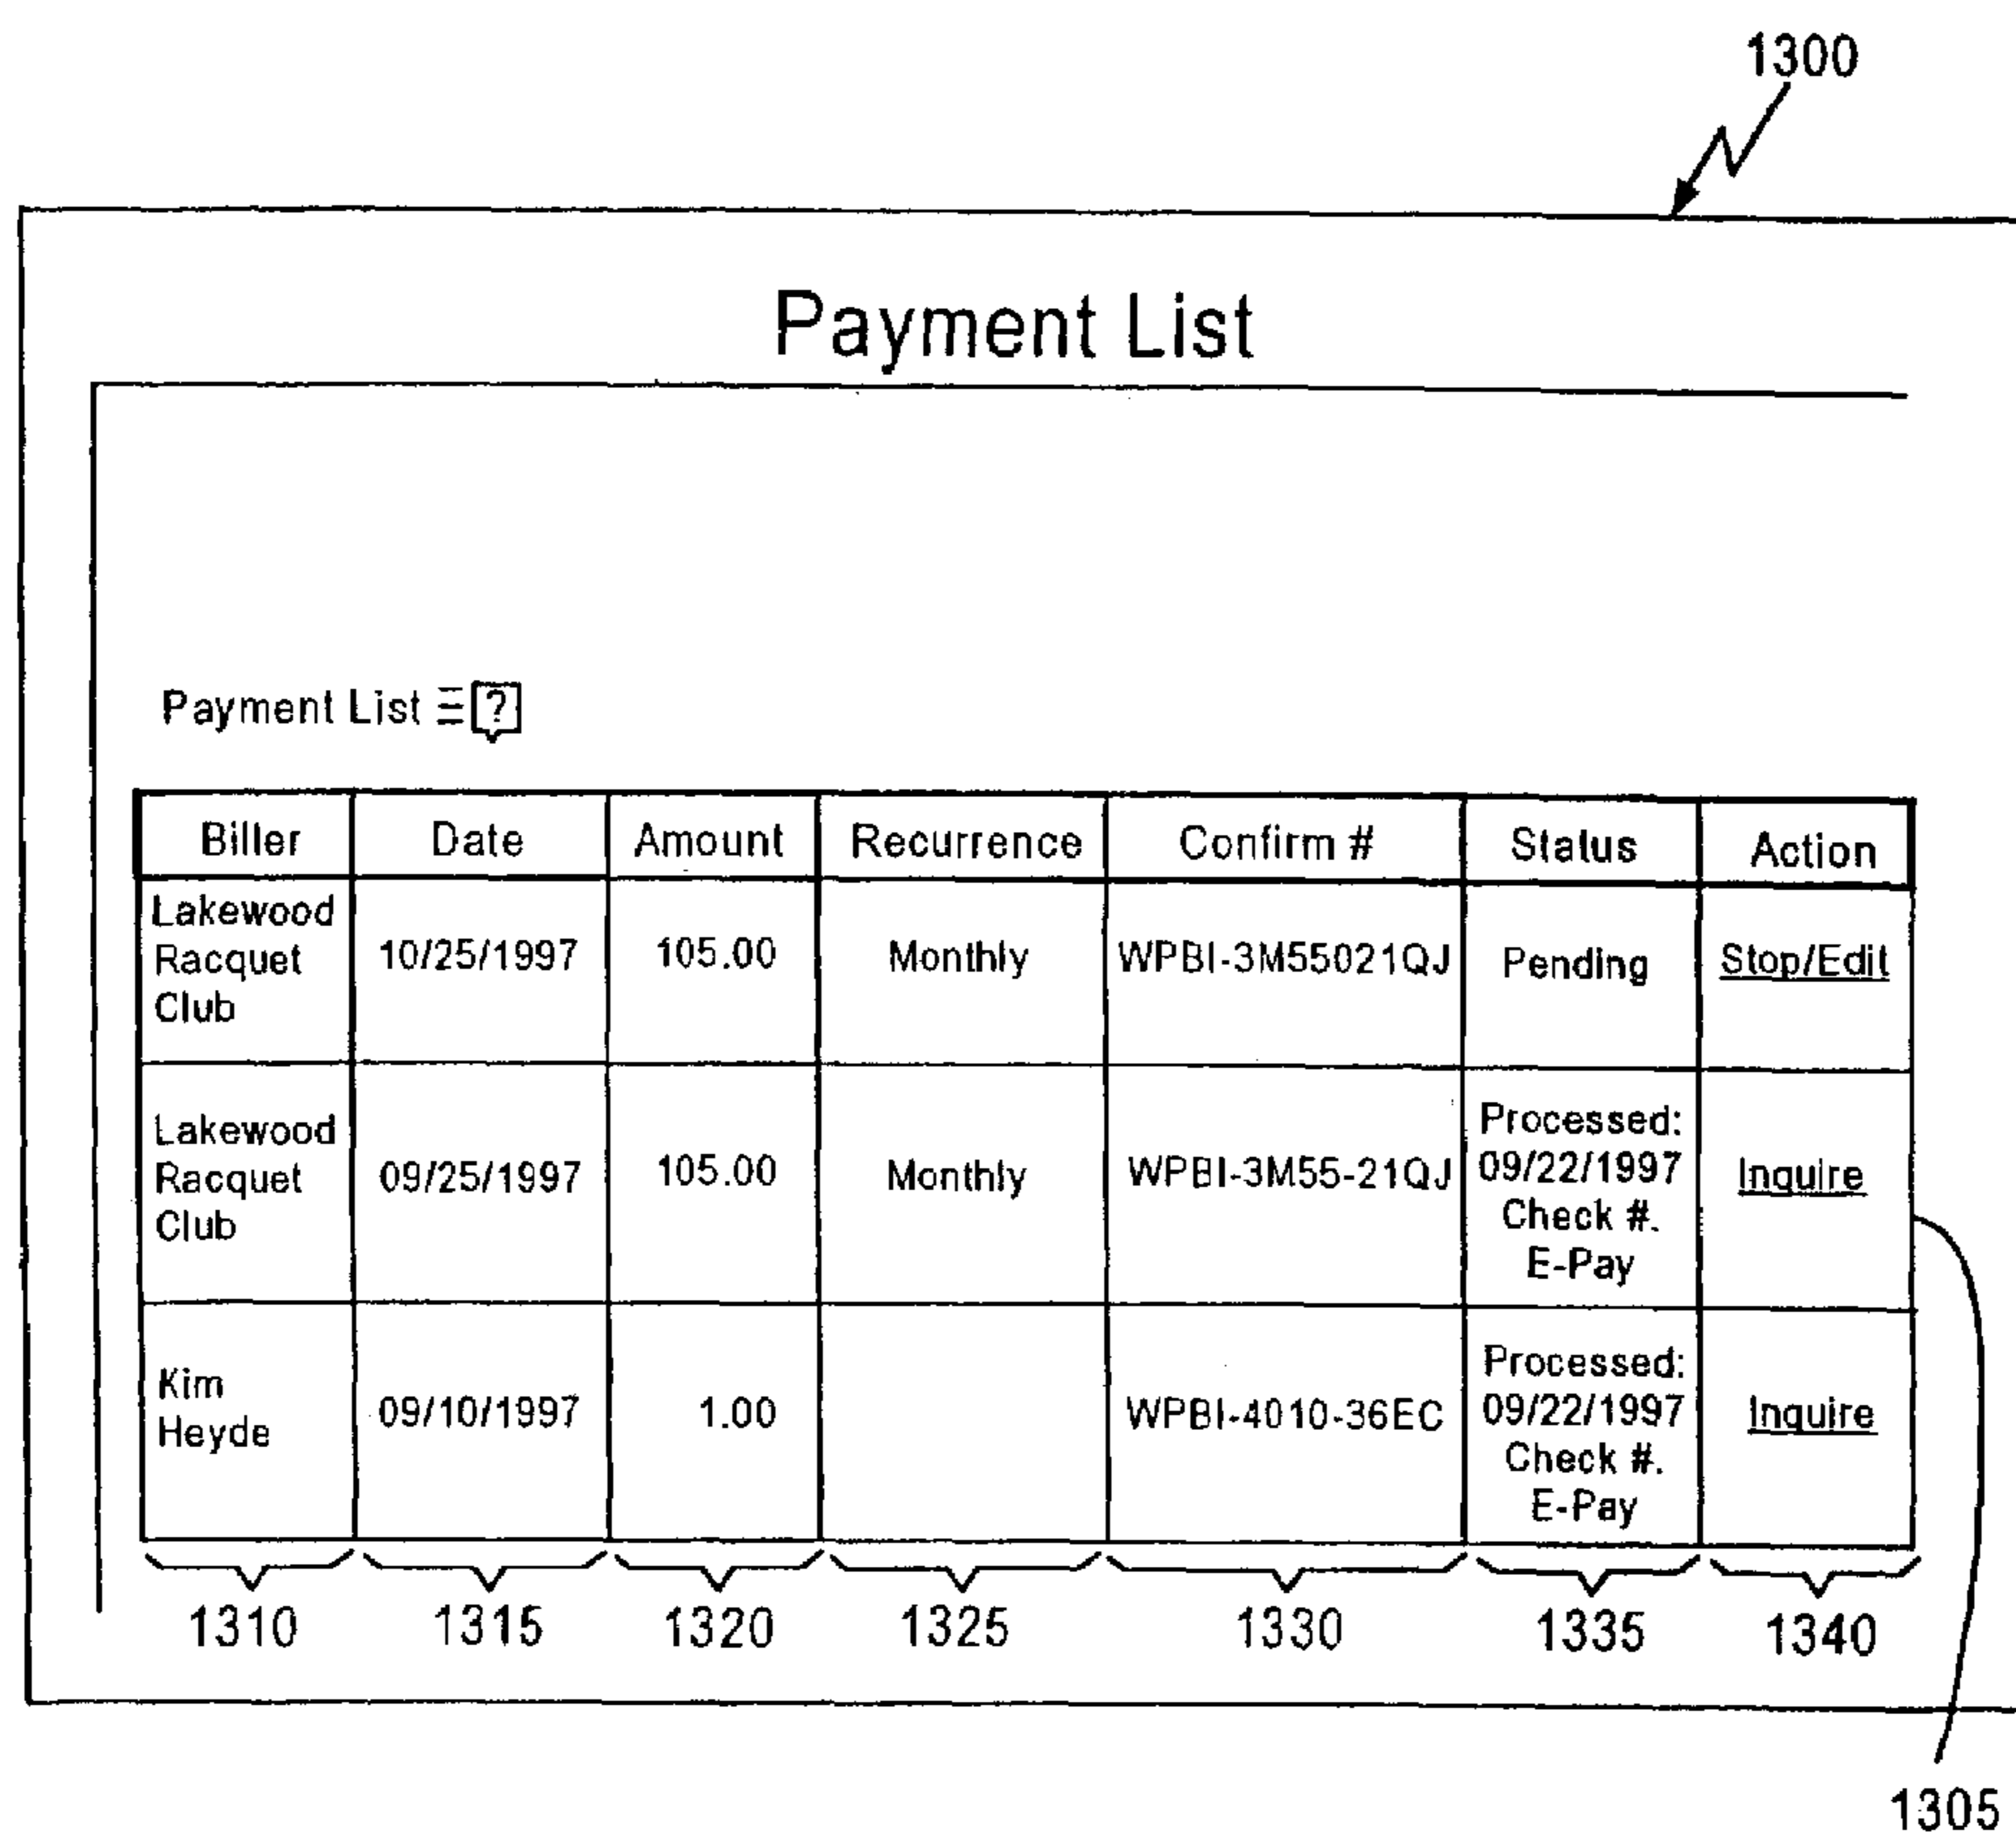 1300
Payment List
Payment List ?
Biller Date Amount Recurrence Confirm # Status Action
Lakewood
Racquet
Club
10/25/1997 105.00 Monthly WPBI-3M55021QJ Pending Stop/Edit
Lakewood
Racquet
Club
09/25/1997 105.00 Monthly WPBI-3M55-21QJ
Processed:
09/22/1997
Check #.
E-Pay
Inquire
Kim
Heyde
09/10/1997 1.00 WPBI-4010-36EC
Processed:
09/22/1997
Check #.
E-Pay
Inquire
1310 1315 1320 1325 1330 1335 1340
1305